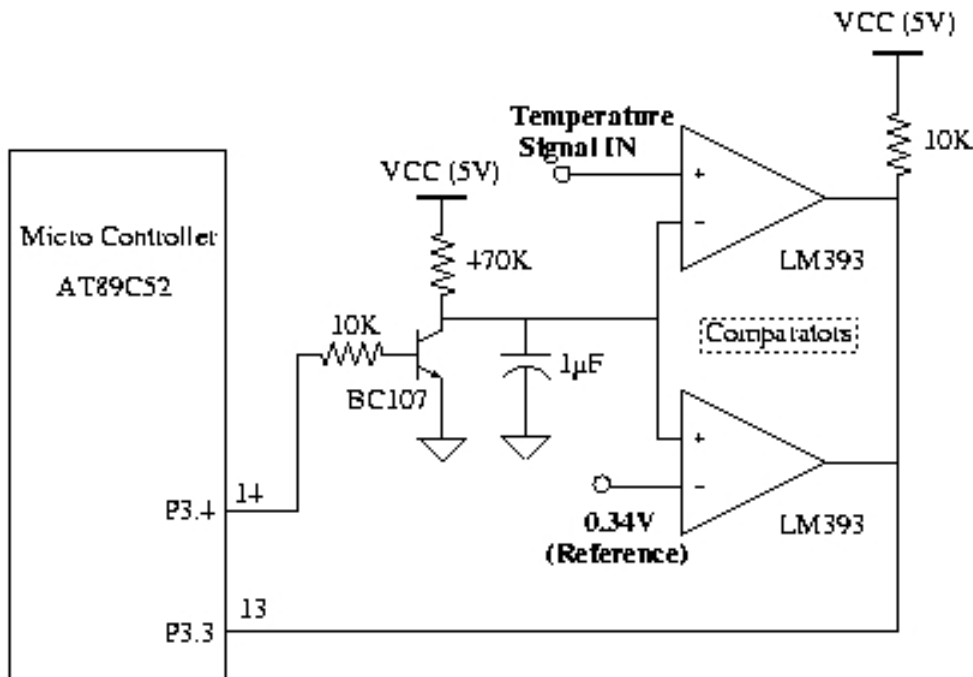 VCC (5V)
Temperature
Signal IN
10K
VCC (5V)
+
−
Micro Controller
AT89C52
+70K
LM393
10K
Comparators
1µF
BC107
+
−
P3.4
14
0.34V
(Reference)
LM393
P3.3
13